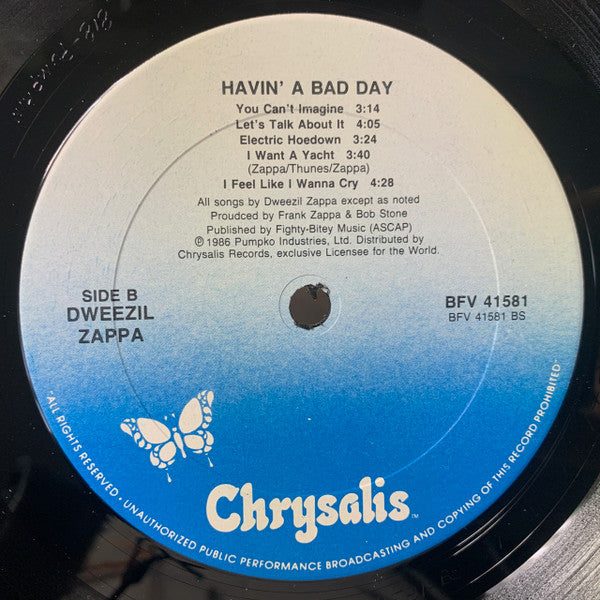 HAVIN' A BAD DAY
You Can't Imagine 3:14
Let's Talk About It 4:05
Electric Hoedown 3:24
I Want A Yacht 3:40
(Zappa/Thunes/Zappa)
I Feel Like I Wanna Cry 4:28
All songs by Dweezil Zappa except as noted
Proudced by Frank Zappa & Bob Stone
Published by Fighty-Bitey Music (ASCAP)
℗ 1986 Pumpko Industries, Ltd. Distributed by
Chrysalis Records, exclusive Licensee for the World.
SIDE B
DWEEZIL
ZAPPA
BFV 41581
BFV 41581 BS
Chrysalis™
*ALL RIGHTS RESERVED • UNAUTHORIZED PUBLIC PERFORMANCE BROADCASTING AND COPYING OF THIS RECORD PROHIBITED*